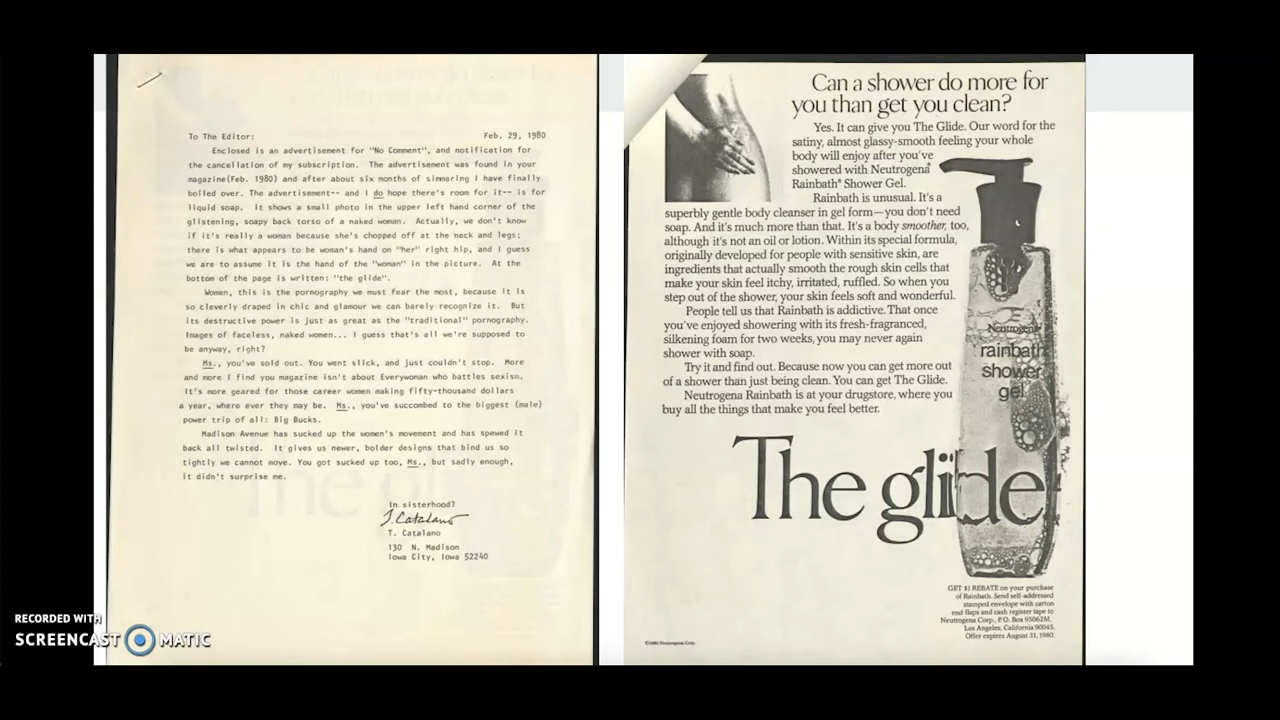 To The Editor: Feb. 29, 1980
Enclosed is an advertisement for "No Comment", and notification for
the cancellation of my subscription. The advertisement was found in your
magazine(Feb. 1980) and after about six months of simmering I have finally
boiled over. The advertisement-- and I do hope there's room for it-- is for
liquid soap. It shows a small photo in the upper left hand corner of the
glistening, soapy back torso of a naked woman. Actually, we don't know
if it's really a woman because she's chopped off at the neck and legs;
there is what appears to be woman's hand on "her" right hip, and I guess
we are to assume it is the hand of the "woman" in the picture. At the
bottom of the page is written: "the glide".
Women, this is the pornography we must fear the most, because it is
so cleverly draped in chic and glamour we can barely recognize it. But
its destructive power is just as great as the "traditional" pornography.
Images of faceless, naked women... I guess that's all we're supposed to
be anyway, right?
Ms., you've sold out. You went slick, and just couldn't stop. More
and more I find you magazine isn't about Everywoman who battles sexism.
It's more geared for those career women making fifty-thousand dollars
a year, where ever they may be. Ms., you've succombed to the biggest (male)
power trip of all: Big Bucks.
Madison Avenue has sucked up the women's movement and has spewed it
back all twisted. It gives us newer, bolder designs that bind us so
tightly we cannot move. You got sucked up too, Ms., but sadly enough,
it didn't surprise me.
In sisterhood?
T. Catalano
T. Catalano
130 N. Madison
Iowa City, Iowa 52240
Can a shower do more for
you than get you clean?
Yes. It can give you The Glide. Our word for the
satiny, almost glassy-smooth feeling your whole
body will enjoy after you've
showered with Neutrogena®
Rainbath® Shower Gel.
Rainbath is unusual. It's a
superbly gentle body cleanser in gel form—you don't need
soap. And it's much more than that. It's a body smoother, too,
although it's not an oil or lotion. Within its special formula,
originally developed for people with sensitive skin, are
ingredients that actually smooth the rough skin cells that
make your skin feel itchy, irritated, ruffled. So when you
step out of the shower, your skin feels soft and wonderful.
People tell us that Rainbath is addictive. That once
you've enjoyed showering with its fresh-fragranced,
silkening foam for two weeks, you may never again
shower with soap.
Try it and find out. Because now you can get more out
of a shower than just being clean. You can get The Glide.
Neutrogena Rainbath is at your drugstore, where you
buy all the things that make you feel better.
Neutrogena
rainbath
shower
gel
The glide
GET $1 REBATE on your purchase
of Rainbath. Send self-addressed
stamped envelope with carton
end flaps and cash register tape to
Neutrogena Corp., P.O. Box 95062M,
Los Angeles, California 90045.
Offer expires August 31, 1980.
©1980 Neutrogena Corp.
RECORDED WITH
SCREENCAST MATIC